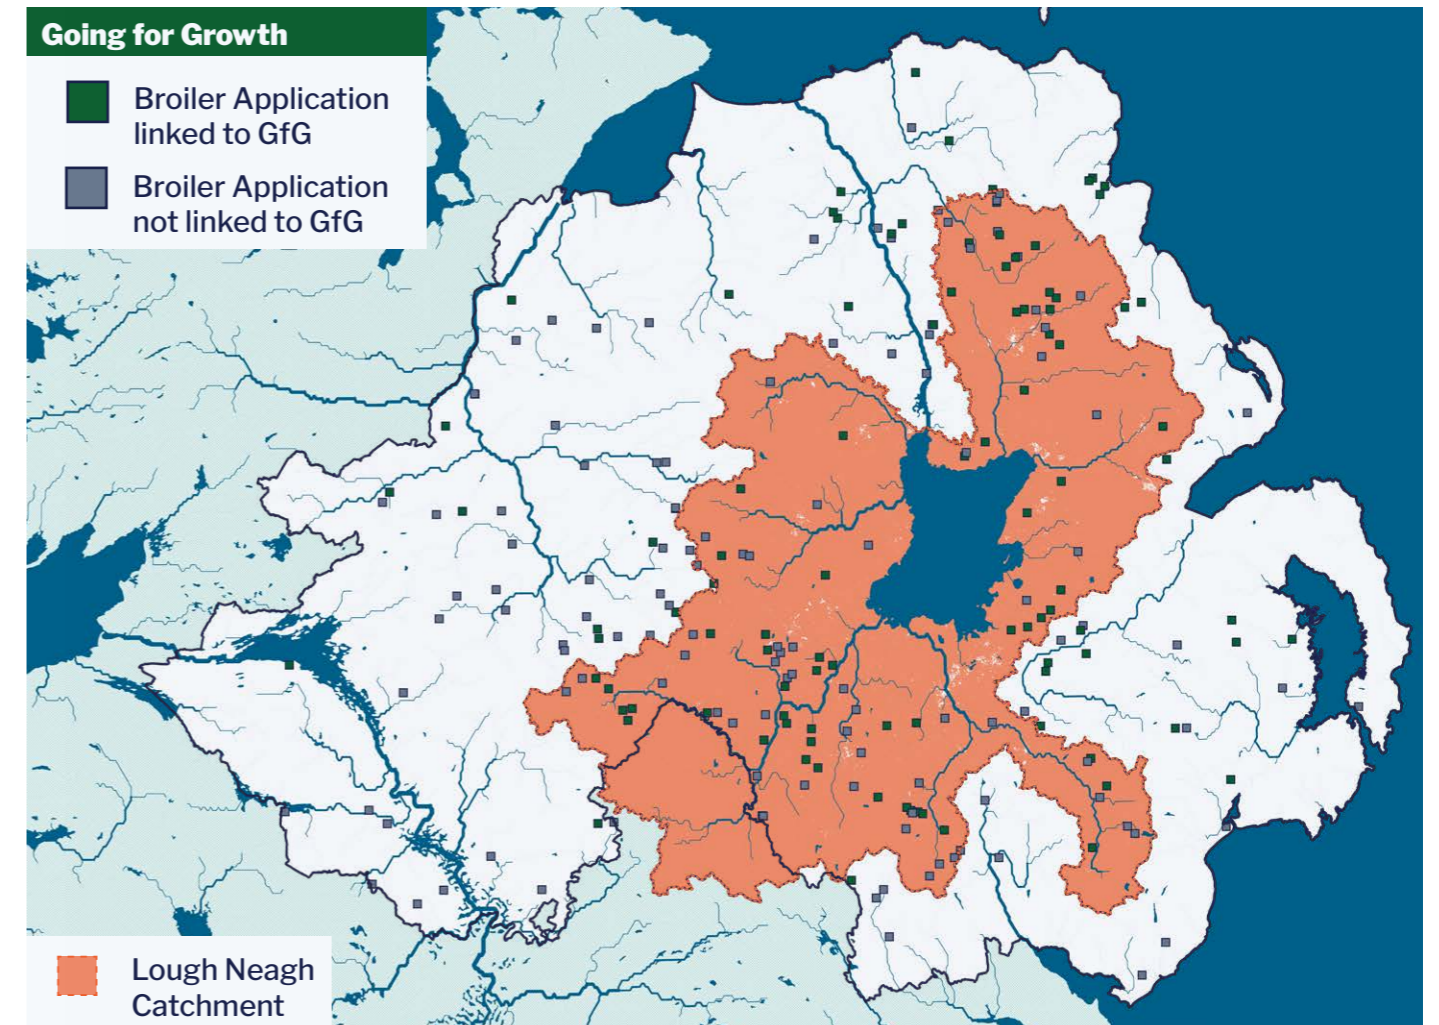 Going for Growth
Broiler Application
linked to GfG
Broiler Application
not linked to GfG
Lough Neagh
Catchment